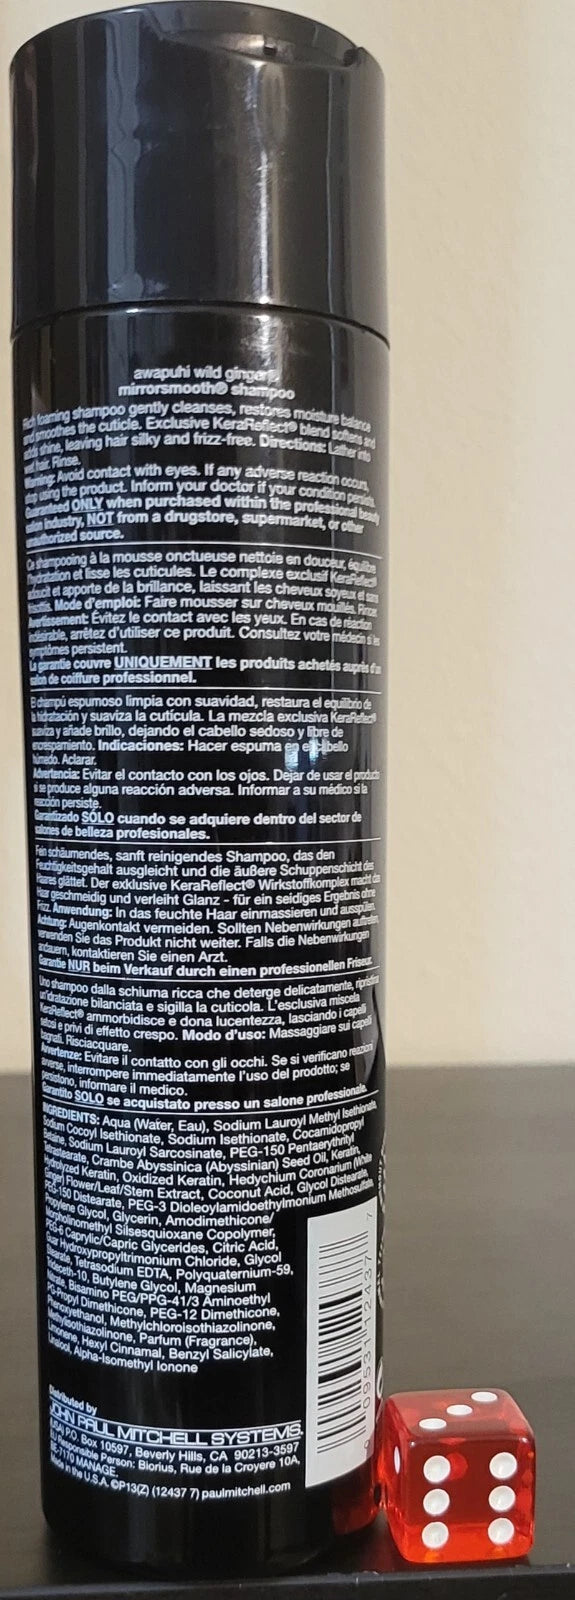 awapuhi wild ginger®
mirrorsmooth® shampoo
Rich foaming shampoo gently cleanses, restores moisture balance
and smoothes the cuticle. Exclusive KeraReflect® blend softens and
adds shine, leaving hair silky and frizz-free. Directions: Lather into
wet hair. Rinse.
Warning: Avoid contact with eyes. If any adverse reaction occurs,
stop using the product. Inform your doctor if your condition persists.
Guaranteed ONLY when purchased within the professional beauty
salon industry, NOT from a drugstore, supermarket, or other
unauthorized source.
Ce shampooing à la mousse onctueuse nettoie en douceur, équilibre
l'hydratation et lisse les cuticules. Le complexe exclusif KeraReflect®
adoucit et apporte de la brillance, laissant les cheveux soyeux et sans
frisottis. Mode d'emploi: Faire mousser sur cheveux mouillés. Rincer.
Avertissement: Évitez le contact avec les yeux. En cas de réaction
indésirable, arrêtez d'utiliser ce produit. Consultez votre médecin si les
symptômes persistent.
La garantie couvre UNIQUEMENT les produits achetés auprès d'un
salon de coiffure professionnel.
El champú espumoso limpia con suavidad, restaura el equilibrio de
la hidratación y suaviza la cutícula. La mezcla exclusiva KeraReflect®
suaviza y añade brillo, dejando el cabello sedoso y libre de
encrespamiento. Indicaciones: Hacer espuma en el cabello
húmedo. Aclarar.
Advertencia: Evitar el contacto con los ojos. Dejar de usar el producto
si se produce alguna reacción adversa. Informar a su médico si la
reacción persiste.
Garantizado SÓLO cuando se adquiere dentro del sector de
salones de belleza profesionales.
Fein schäumendes, sanft reinigendes Shampoo, das den
Feuchtigkeitsgehalt ausgleicht und die äußere Schuppenschicht des
Haares glättet. Der exklusive KeraReflect® Wirkstoffkomplex macht das
Haar geschmeidig und verleiht Glanz - für ein seidiges Ergebnis ohne
Frizz. Anwendung: In das feuchte Haar einmassieren und ausspülen.
Achtung: Augenkontakt vermeiden. Sollten Nebenwirkungen auftreten,
verwenden Sie das Produkt nicht weiter. Falls die Nebenwirkungen
andauern, kontaktieren Sie einen Arzt.
Garantie NUR beim Verkauf durch einen professionellen Friseur.
Uno shampoo dalla schiuma ricca che deterge delicatamente, ripristina
un'idratazione bilanciata e sigilla la cuticola. L'esclusiva miscela
KeraReflect® ammorbidisce e dona lucentezza, lasciando i capelli
setosi e privi di effetto crespo. Modo d'uso: Massaggiare sui capelli
bagnati. Risciacquare.
Avvertenze: Evitare il contatto con gli occhi. Se si verificano reazioni
avverse, interrompere immediatamente l'uso del prodotto; se
persistono, informare il medico.
Garantito SOLO se acquistato presso un salone professionale.
INGREDIENTS: Aqua (Water, Eau), Sodium Lauroyl Methyl Isethionate,
Sodium Cocoyl Isethionate, Sodium Isethionate, Cocamidopropyl
Betaine, Sodium Lauroyl Sarcosinate, PEG-150 Pentaerythrityl
Tetrastearate, Crambe Abyssinica (Abyssinian) Seed Oil, Keratin,
Hydrolyzed Keratin, Oxidized Keratin, Hedychium Coronarium (White
Ginger) Flower/Leaf/Stem Extract, Coconut Acid, Glycol Distearate,
PEG-150 Distearate, PEG-3 Dioleoylamidoethylmonium Methosulfate,
Propylene Glycol, Glycerin, Amodimethicone/
Morpholinomethyl Silsesquioxane Copolymer,
PEG-6 Caprylic/Capric Glycerides, Citric Acid,
Guar Hydroxypropyltrimonium Chloride, Glycol
Stearate, Tetrasodium EDTA, Polyquaternium-59,
Trideceth-10, Butylene Glycol, Magnesium
Nitrate, Bisamino PEG/PPG-41/3 Aminoethyl
PG-Propyl Dimethicone, PEG-12 Dimethicone,
Phenoxyethanol, Methylchloroisothiazolinone,
Methylisothiazolinone, Parfum (Fragrance),
Limonene, Hexyl Cinnamal, Benzyl Salicylate,
Linalool, Alpha-Isomethyl Ionone
Distributed by
JOHN PAUL MITCHELL SYSTEMS.
P.O. Box 10597, Beverly Hills, CA 90213-3597
EU Responsible Person: Biorius, Rue de la Croyere 10A,
BE-7170 MANAGE.
Made in the U.S.A. ©P13(Z) (12437 7) paulmitchell.com
0 09531 12437 7